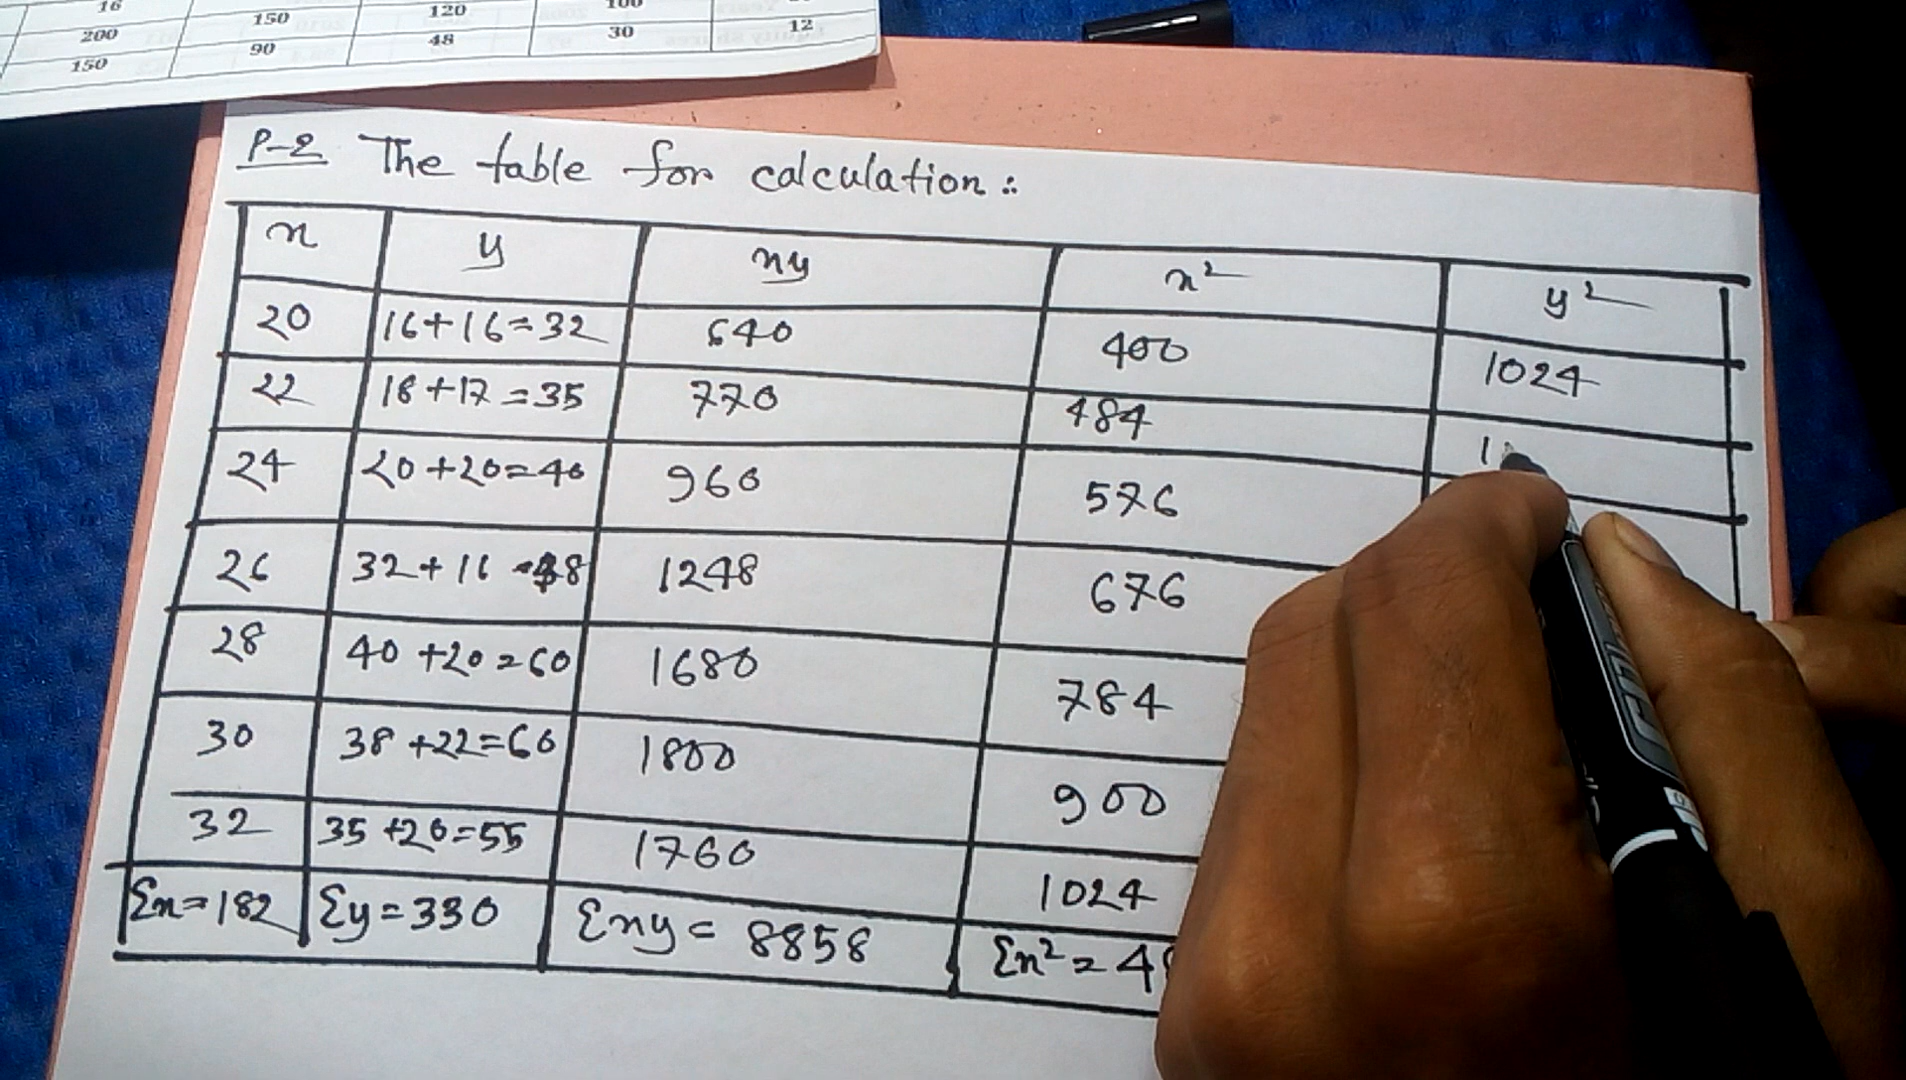 16 100
200 150 120 30 12
150 90 48
P-2 The table for calculation:
x y xy x² y²
20 16+16=32 640 400 1024
22 18+17=35 770 484 1
24 20+20=40 960 576
26 32+16=48 1248 676
28 40+20=60 1680 784
30 38+22=60 1800 900
32 35+20=55 1760 1024
Σx=182 Σy=330 Σxy=8858 Σx²=4